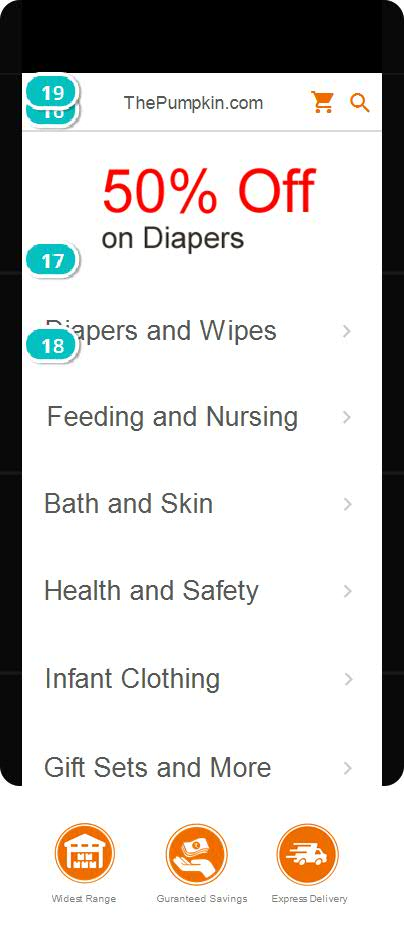 19
16
ThePumpkin.com
50% Off
on Diapers
17
Diapers and Wipes
18
Feeding and Nursing
Bath and Skin
Health and Safety
Infant Clothing
Gift Sets and More
Widest Range
Guranteed Savings
Express Delivery